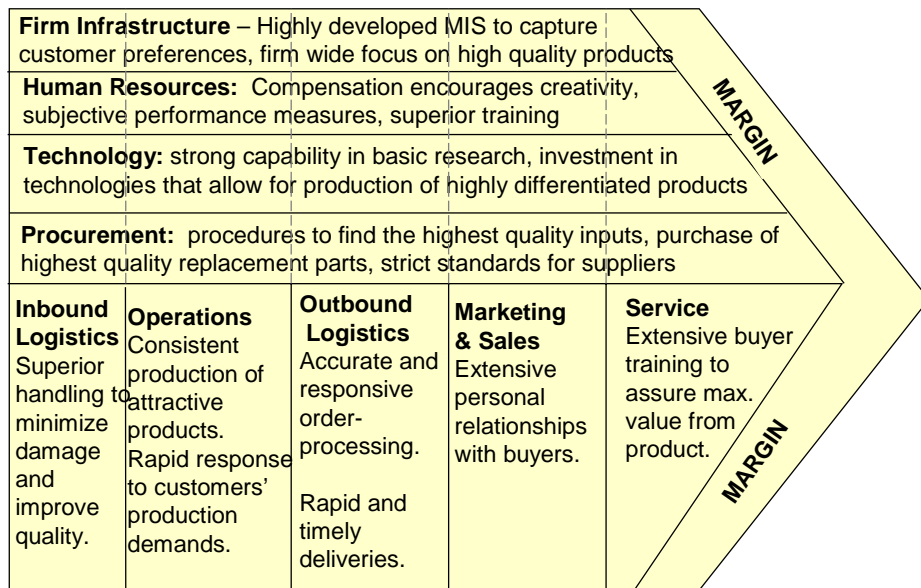 Firm Infrastructure – Highly developed MIS to capture
customer preferences, firm wide focus on high quality products
Human Resources: Compensation encourages creativity,
subjective performance measures, superior training
Technology: strong capability in basic research, investment in
technologies that allow for production of highly differentiated products
Procurement: procedures to find the highest quality inputs, purchase of
highest quality replacement parts, strict standards for suppliers
MARGIN
Inbound
Logistics
Superior
handling to
minimize
damage
and
improve
quality.
Operations
Consistent
production of
attractive
products.
Rapid response
to customers’
production
demands.
Outbound
Logistics
Accurate and
responsive
order-
processing.
Rapid and
timely
deliveries.
Marketing
& Sales
Extensive
personal
relationships
with buyers.
Service
Extensive buyer
training to
assure max.
value from
product.
MARGIN